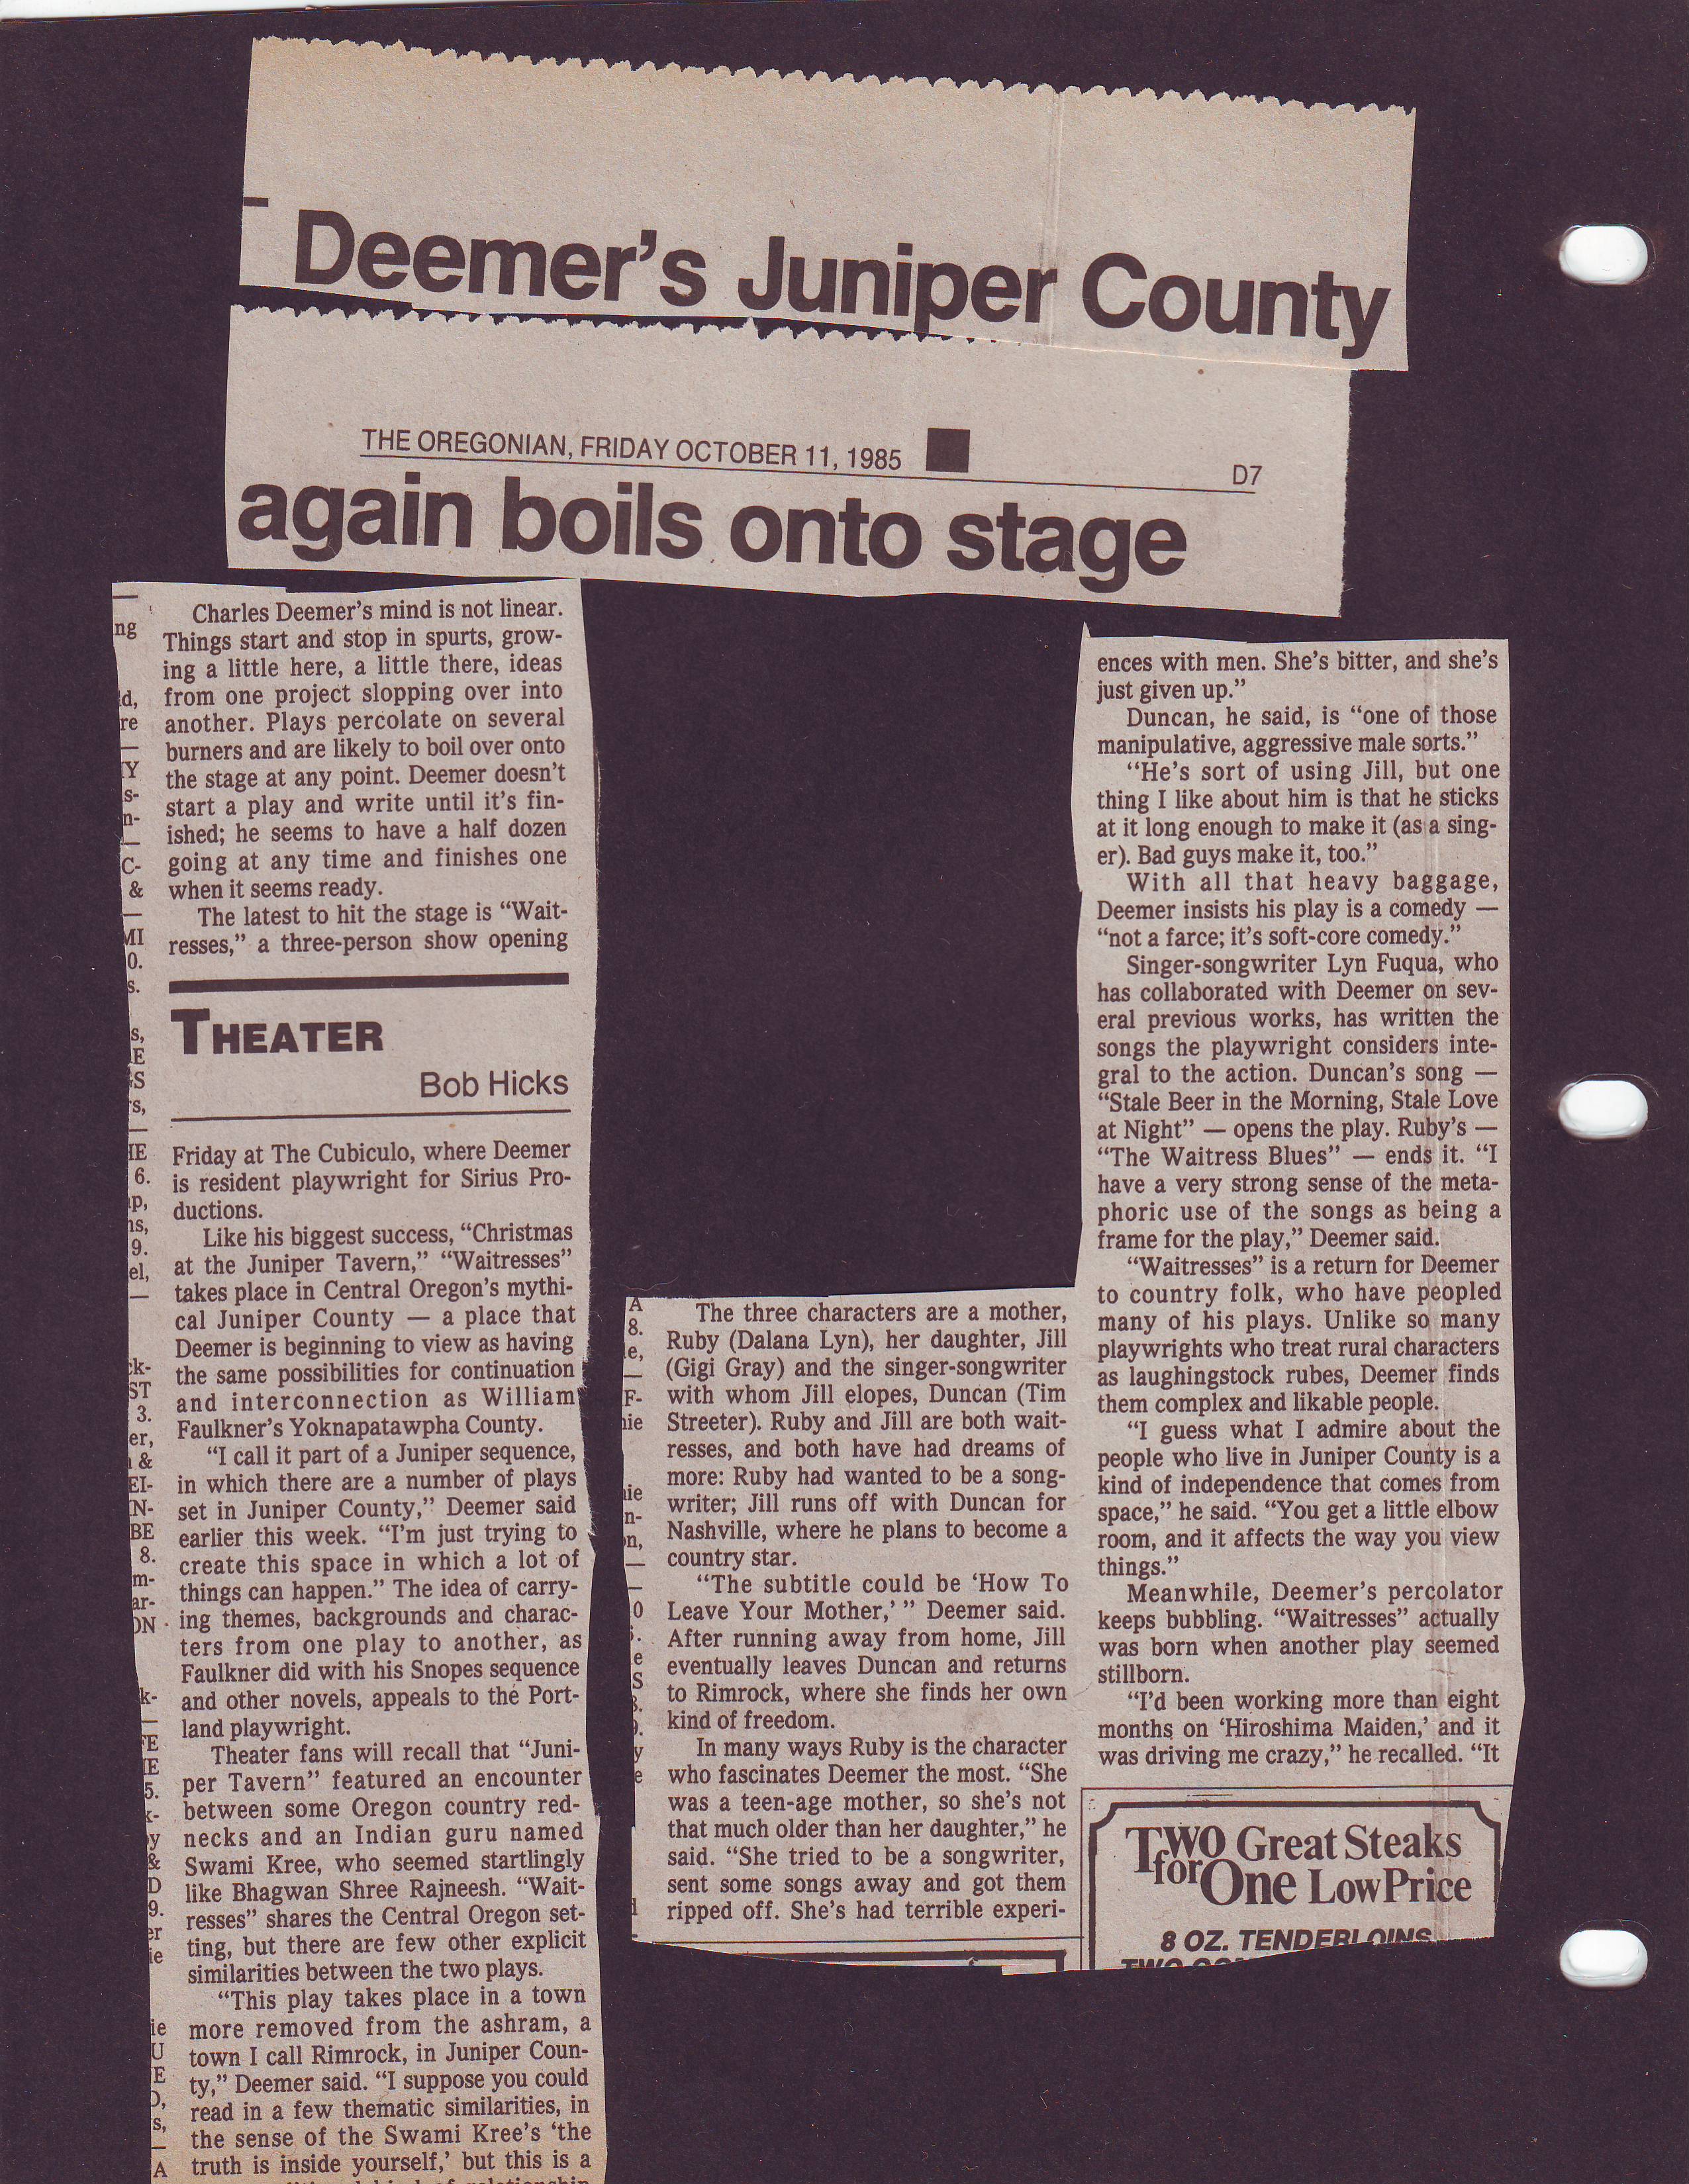 Deemer's Juniper County
THE OREGONIAN, FRIDAY OCTOBER 11, 1985
D7
again boils onto stage
Charles Deemer's mind is not linear.
Things start and stop in spurts, grow-
ing a little here, a little there, ideas
from one project slopping over into
another. Plays percolate on several
burners and are likely to boil over onto
the stage at any point. Deemer doesn't
start a play and write until it's fin-
ished; he seems to have a half dozen
going at any time and finishes one
when it seems ready.
The latest to hit the stage is “Wait-
resses,” a three-person show opening
THEATER
Bob Hicks
Friday at The Cubiculo, where Deemer
is resident playwright for Sirius Pro-
ductions.
Like his biggest success, “Christmas
at the Juniper Tavern,” “Waitresses”
takes place in Central Oregon's mythi-
cal Juniper County — a place that
Deemer is beginning to view as having
the same possibilities for continuation
and interconnection as William
Faulkner's Yoknapatawpha County.
“I call it part of a Juniper sequence,
in which there are a number of plays
set in Juniper County,” Deemer said
earlier this week. “I'm just trying to
create this space in which a lot of
things can happen.” The idea of carry-
ing themes, backgrounds and charac-
ters from one play to another, as
Faulkner did with his Snopes sequence
and other novels, appeals to the Port-
land playwright.
Theater fans will recall that “Juni-
per Tavern” featured an encounter
between some Oregon country red-
necks and an Indian guru named
Swami Kree, who seemed startlingly
like Bhagwan Shree Rajneesh. “Wait-
resses” shares the Central Oregon set-
ting, but there are few other explicit
similarities between the two plays.
“This play takes place in a town
more removed from the ashram, a
town I call Rimrock, in Juniper Coun-
ty,” Deemer said. “I suppose you could
read in a few thematic similarities, in
the sense of the Swami Kree's ‘the
truth is inside yourself,’ but this is a
The three characters are a mother,
Ruby (Dalana Lyn), her daughter, Jill
(Gigi Gray) and the singer-songwriter
with whom Jill elopes, Duncan (Tim
Streeter). Ruby and Jill are both wait-
resses, and both have had dreams of
more: Ruby had wanted to be a song-
writer; Jill runs off with Duncan for
Nashville, where he plans to become a
country star.
“The subtitle could be ‘How To
Leave Your Mother,’ ” Deemer said.
After running away from home, Jill
eventually leaves Duncan and returns
to Rimrock, where she finds her own
kind of freedom.
In many ways Ruby is the character
who fascinates Deemer the most. “She
was a teen-age mother, so she's not
that much older than her daughter,” he
said. “She tried to be a songwriter,
sent some songs away and got them
ripped off. She's had terrible experi-
ences with men. She's bitter, and she's
just given up.”
Duncan, he said, is “one of those
manipulative, aggressive male sorts.”
“He's sort of using Jill, but one
thing I like about him is that he sticks
at it long enough to make it (as a sing-
er). Bad guys make it, too.”
With all that heavy baggage,
Deemer insists his play is a comedy —
“not a farce; it's soft-core comedy.”
Singer-songwriter Lyn Fuqua, who
has collaborated with Deemer on sev-
eral previous works, has written the
songs the playwright considers inte-
gral to the action. Duncan's song —
“Stale Beer in the Morning, Stale Love
at Night” — opens the play. Ruby's —
“The Waitress Blues” — ends it. “I
have a very strong sense of the meta-
phoric use of the songs as being a
frame for the play,” Deemer said.
“Waitresses” is a return for Deemer
to country folk, who have peopled
many of his plays. Unlike so many
playwrights who treat rural characters
as laughingstock rubes, Deemer finds
them complex and likable people.
“I guess what I admire about the
people who live in Juniper County is a
kind of independence that comes from
space,” he said. “You get a little elbow
room, and it affects the way you view
things.”
Meanwhile, Deemer's percolator
keeps bubbling. “Waitresses” actually
was born when another play seemed
stillborn.
“I'd been working more than eight
months on ‘Hiroshima Maiden,’ and it
was driving me crazy,” he recalled. “It
Two Great Steaks
for One Low Price
8 OZ. TENDERLOINS